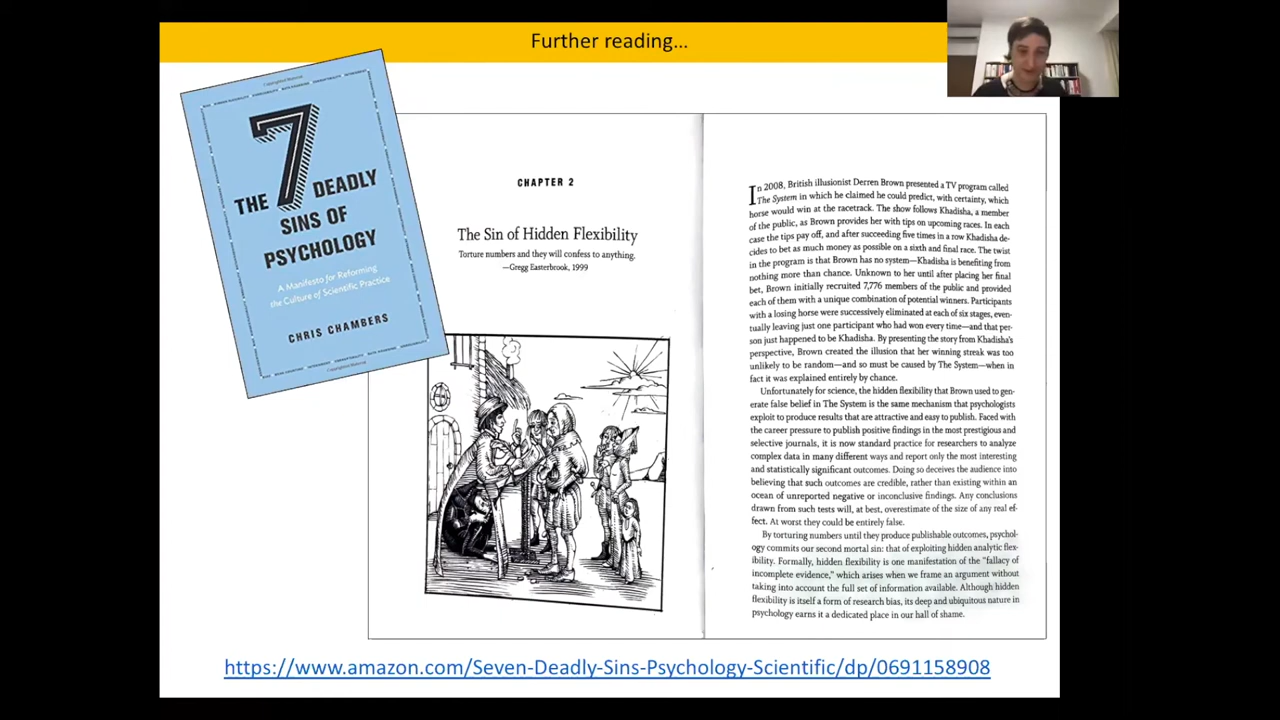 Further reading...
THE 7 DEADLY
SINS OF
PSYCHOLOGY
A Manifesto for Reforming
the Culture of Scientific Practice
CHRIS CHAMBERS
CHAPTER 2
The Sin of Hidden Flexibility
Torture numbers and they will confess to anything.
—Gregg Easterbrook, 1999
In 2008, British illusionist Derren Brown presented a TV program called
The System in which he claimed he could predict, with certainty, which
horse would win at the racetrack. The show follows Khadisha, a member
of the public, as Brown provides her with tips on upcoming races. In each
case the tips pay off, and after succeeding five times in a row Khadisha de-
cides to bet as much money as possible on a sixth and final race. The twist
in the program is that Brown has no system—Khadisha is benefiting from
nothing more than chance. Unknown to her until after placing her final
bet, Brown initially recruited 7,776 members of the public and provided
each of them with a unique combination of potential winners. Participants
with a losing horse were successively eliminated at each of six stages, even-
tually leaving just one participant who had won every time—and that per-
son just happened to be Khadisha. By presenting the story from Khadisha's
perspective, Brown created the illusion that her winning streak was too
unlikely to be random—and so must be caused by The System—when in
fact it was explained entirely by chance.
Unfortunately for science, the hidden flexibility that Brown used to gen-
erate false belief in The System is the same mechanism that psychologists
exploit to produce results that are attractive and easy to publish. Faced with
the career pressure to publish positive findings in the most prestigious and
selective journals, it is now standard practice for researchers to analyze
complex data in many different ways and report only the most interesting
and statistically significant outcomes. Doing so deceives the audience into
believing that such outcomes are credible, rather than existing within an
ocean of unreported negative or inconclusive findings. Any conclusions
drawn from such tests will, at best, overestimate of the size of any real ef-
fect. At worst they could be entirely false.
By torturing numbers until they produce publishable outcomes, psychol-
ogy commits our second mortal sin: that of exploiting hidden analytic flex-
ibility. Formally, hidden flexibility is one manifestation of the "fallacy of
incomplete evidence," which arises when we frame an argument without
taking into account the full set of information available. Although hidden
flexibility is itself a form of research bias, its deep and ubiquitous nature in
psychology earns it a dedicated place in our hall of shame.
https://www.amazon.com/Seven-Deadly-Sins-Psychology-Scientific/dp/0691158908